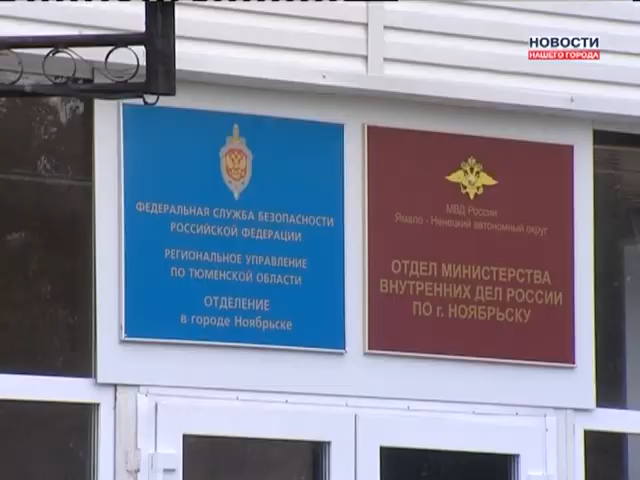 НОВОСТИ
НАШЕГО ГОРОДА
ФЕДЕРАЛЬНАЯ СЛУЖБА БЕЗОПАСНОСТИ
РОССИЙСКОЙ ФЕДЕРАЦИИ
РЕГИОНАЛЬНОЕ УПРАВЛЕНИЕ
ПО ТЮМЕНСКОЙ ОБЛАСТИ
ОТДЕЛЕНИЕ
в городе Ноябрьске
МВД России
Ямало - Ненецкий автономный округ
ОТДЕЛ МИНИСТЕРСТВА
ВНУТРЕННИХ ДЕЛ РОССИИ
ПО г. НОЯБРЬСКУ